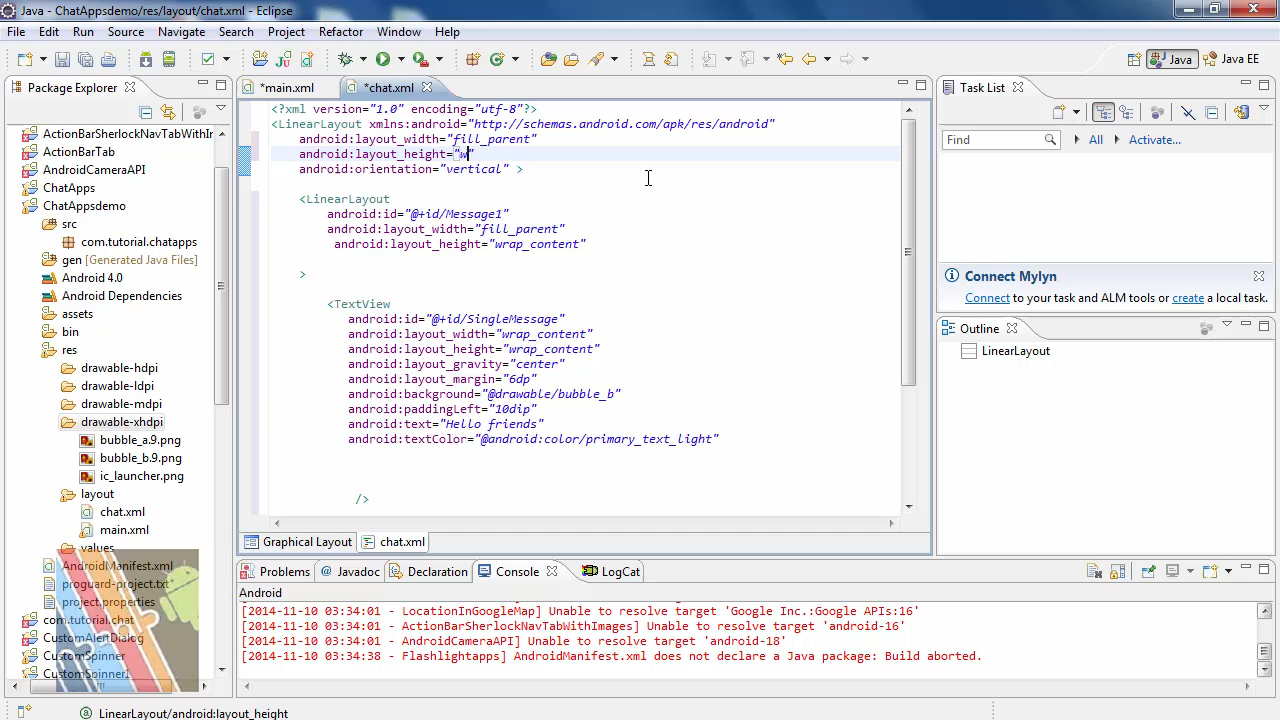 Java - ChatAppsdemo/res/layout/chat.xml - Eclipse
File Edit Run Source Navigate Search Project Refactor Window Help
Java
Java EE
Package Explorer
*main.xml
*chat.xml
Task List
ActionBarSherlockNavTabWithIr
ActionBarTab
AndroidCameraAPI
ChatApps
ChatAppsdemo
src
com.tutorial.chatapps
gen [Generated Java Files]
Android 4.0
Android Dependencies
assets
bin
res
drawable-hdpi
drawable-ldpi
drawable-mdpi
drawable-xhdpi
bubble_a.9.png
bubble_b.9.png
ic_launcher.png
layout
chat.xml
main.xml
values
AndroidManifest.xml
proguard-project.txt
project.properties
com.tutorial.chat
CustomAlertDialog
CustomSpinner
CustomSpinner1
<?xml version="1.0" encoding="utf-8"?>
<LinearLayout xmlns:android="http://schemas.android.com/apk/res/android"
android:layout_width="fill_parent"
android:layout_height="w"
android:orientation="vertical" >
<LinearLayout
android:id="@+id/Message1"
android:layout_width="fill_parent"
android:layout_height="wrap_content"
>
<TextView
android:id="@+id/SingleMessage"
android:layout_width="wrap_content"
android:layout_height="wrap_content"
android:layout_gravity="center"
android:layout_margin="6dp"
android:background="@drawable/bubble_b"
android:paddingLeft="10dip"
android:text="Hello friends"
android:textColor="@android:color/primary_text_light"
/>
Graphical Layout
chat.xml
Find
All
Activate...
Connect Mylyn
Connect to your task and ALM tools or create a local task.
Outline
LinearLayout
Problems
Javadoc
Declaration
Console
LogCat
Android
[2014-11-10 03:34:01 - LocationInGoogleMap] Unable to resolve target 'Google Inc.:Google APIs:16'
[2014-11-10 03:34:01 - ActionBarSherlockNavTabWithImages] Unable to resolve target 'android-16'
[2014-11-10 03:34:01 - AndroidCameraAPI] Unable to resolve target 'android-18'
[2014-11-10 03:34:38 - Flashlightapps] AndroidManifest.xml does not declare a Java package: Build aborted.
LinearLayout/android:layout_height